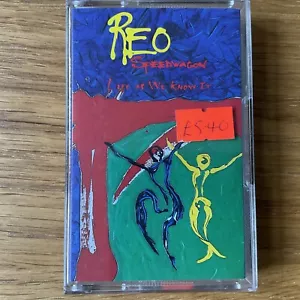 REO
SPEEDWAGON
LIFE AS WE KNOW IT
£5.40